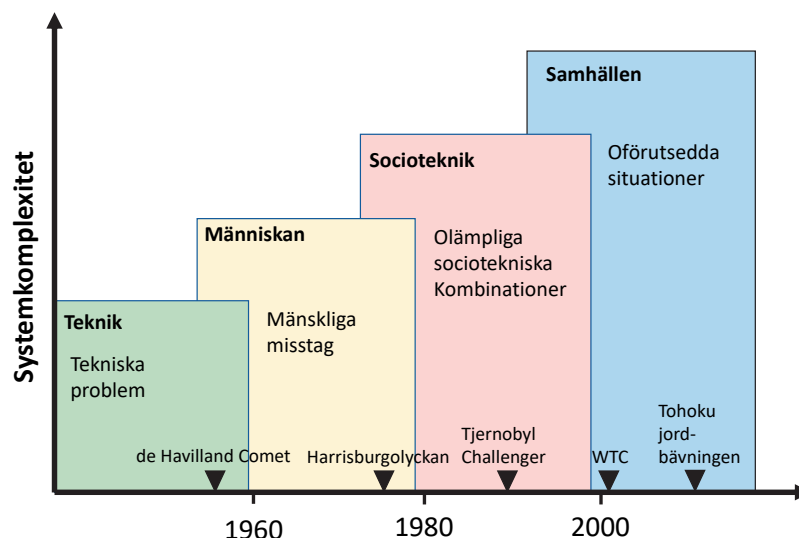 Systemkomplexitet
Teknik
Tekniska
problem
Människan
Mänskliga
misstag
Socioteknik
Olämpliga
sociotekniska
Kombinationer
Samhällen
Oförutsedda
situationer
de Havilland Comet
Harrisburgolyckan
Tjernobyl
Challenger
WTC
Tohoku
jord-
bävningen
1960
1980
2000